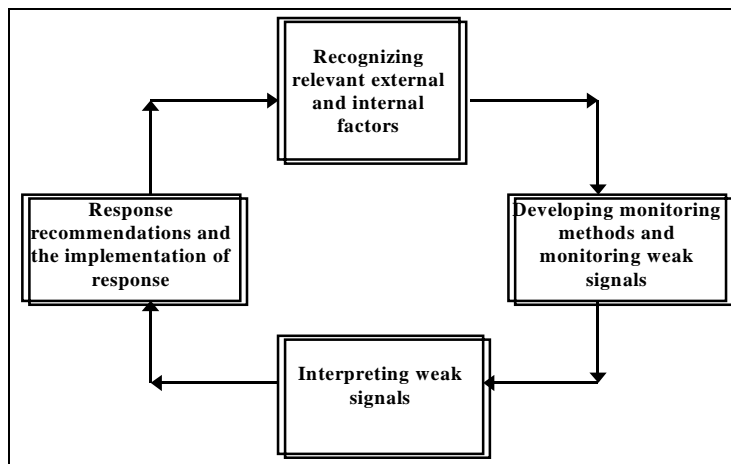 Recognizing
relevant external
and internal
factors
Response
recommendations and
the implementation of
response
Developing monitoring
methods and
monitoring weak
signals
Interpreting weak
signals